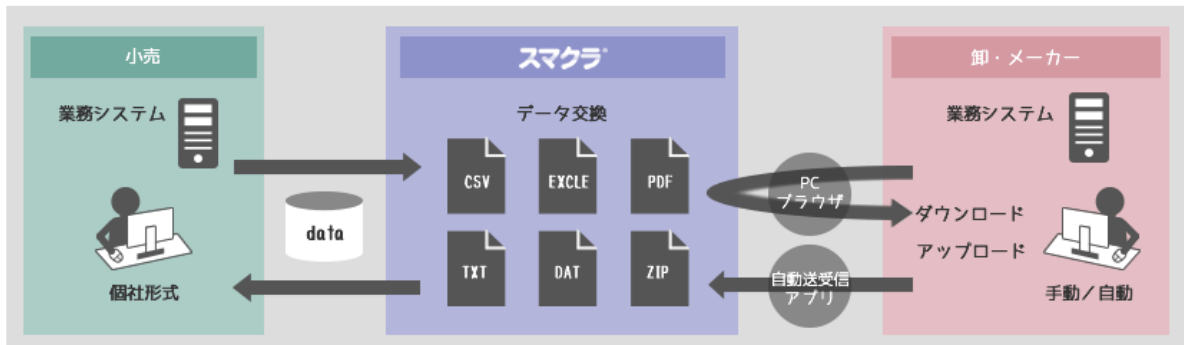 小売
業務システム
個社形式
data
スマクラ®
データ交換
CSV
EXCLE
PDF
TXT
DAT
ZIP
PC
ブラウザ
自動送受信
アプリ
卸・メーカー
業務システム
ダウンロード
アップロード
手動／自動